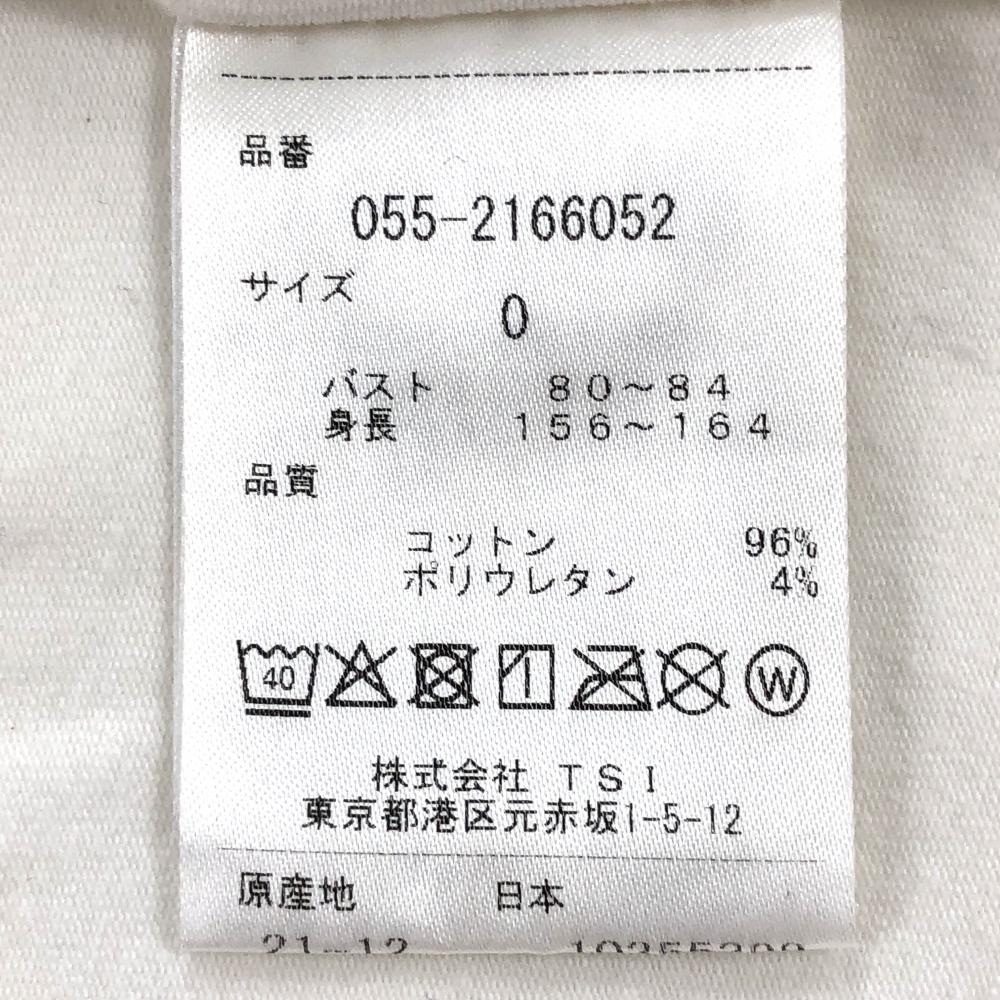 品番
055-2166052
サイズ
0
バスト 80～84
身長 156～164
品質
コットン 96%
ポリウレタン 4%
40 W
株式会社 TSI
東京都港区元赤坂1-5-12
原産地 日本
21-12